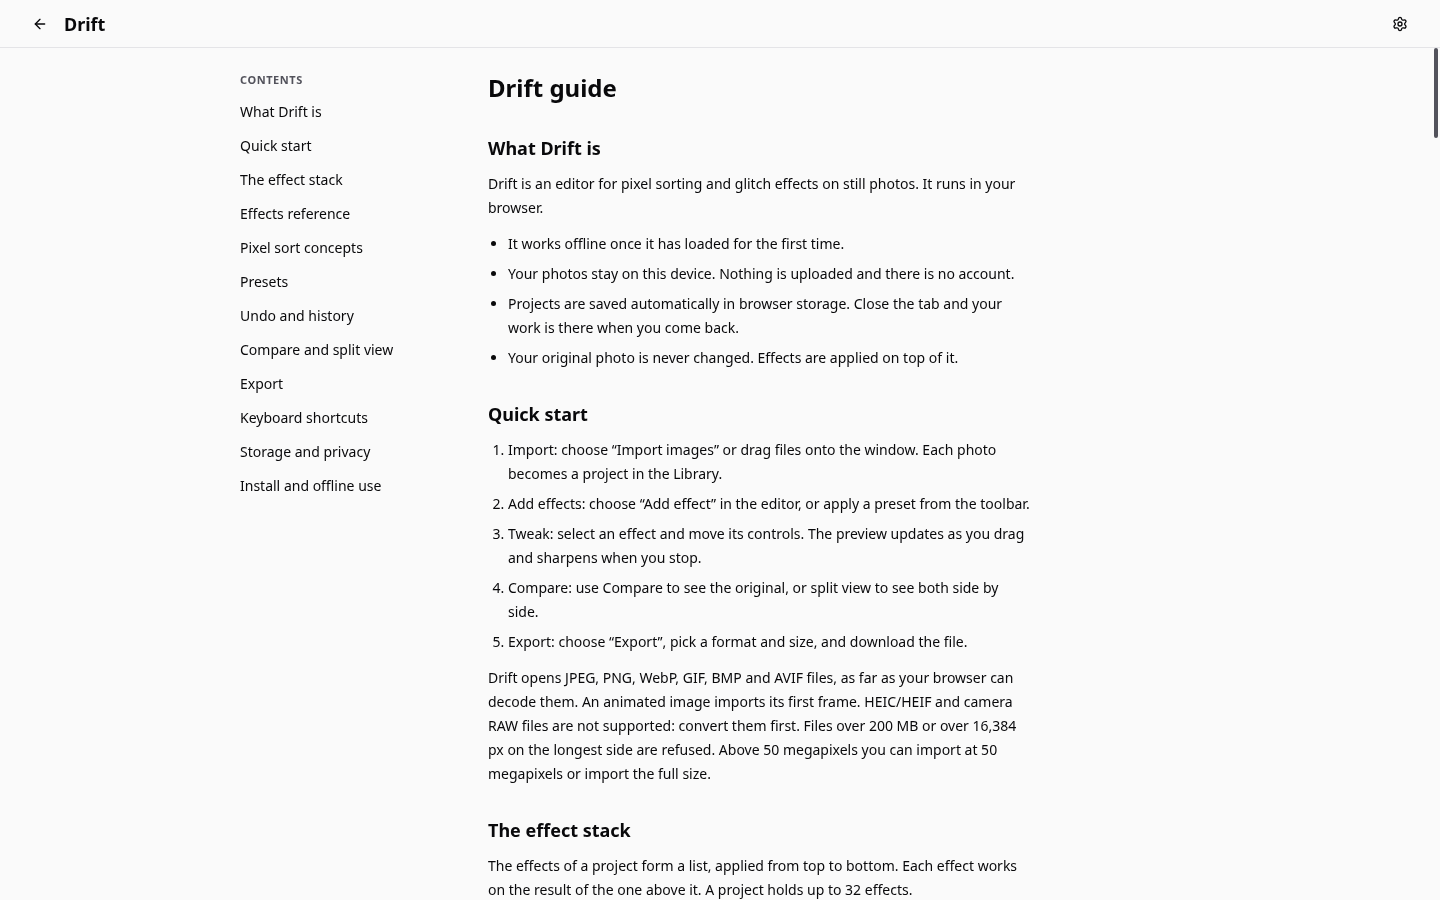 Drift
CONTENTS
What Drift is
Quick start
The effect stack
Effects reference
Pixel sort concepts
Presets
Undo and history
Compare and split view
Export
Keyboard shortcuts
Storage and privacy
Install and offline use
Drift guide
What Drift is
Drift is an editor for pixel sorting and glitch effects on still photos. It runs in your
browser.
• It works offline once it has loaded for the first time.
• Your photos stay on this device. Nothing is uploaded and there is no account.
• Projects are saved automatically in browser storage. Close the tab and your
work is there when you come back.
• Your original photo is never changed. Effects are applied on top of it.
Quick start
1. Import: choose “Import images” or drag files onto the window. Each photo
becomes a project in the Library.
2. Add effects: choose “Add effect” in the editor, or apply a preset from the toolbar.
3. Tweak: select an effect and move its controls. The preview updates as you drag
and sharpens when you stop.
4. Compare: use Compare to see the original, or split view to see both side by
side.
5. Export: choose “Export”, pick a format and size, and download the file.
Drift opens JPEG, PNG, WebP, GIF, BMP and AVIF files, as far as your browser can
decode them. An animated image imports its first frame. HEIC/HEIF and camera
RAW files are not supported: convert them first. Files over 200 MB or over 16,384
px on the longest side are refused. Above 50 megapixels you can import at 50
megapixels or import the full size.
The effect stack
The effects of a project form a list, applied from top to bottom. Each effect works
on the result of the one above it. A project holds up to 32 effects.